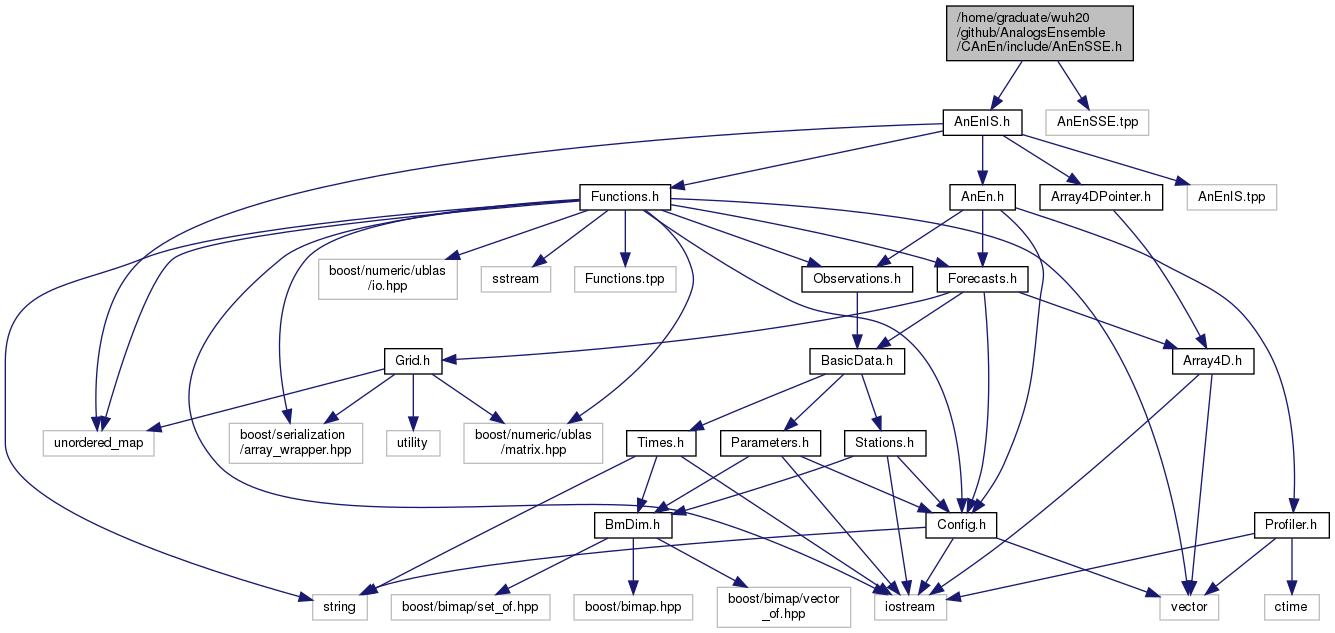 /home/graduate/wuh20
/github/AnalogsEnsemble
/CAnEn/include/AnEnSSE.h
AnEnIS.h
AnEnSSE.tpp
Functions.h
AnEn.h
Array4DPointer.h
AnEnIS.tpp
boost/numeric/ublas
/io.hpp
sstream
Functions.tpp
Observations.h
Forecasts.h
Grid.h
BasicData.h
Array4D.h
unordered_map
boost/serialization
/array_wrapper.hpp
utility
boost/numeric/ublas
/matrix.hpp
Times.h
Parameters.h
Stations.h
BmDim.h
Config.h
Profiler.h
string
boost/bimap/set_of.hpp
boost/bimap.hpp
boost/bimap/vector
_of.hpp
iostream
vector
ctime